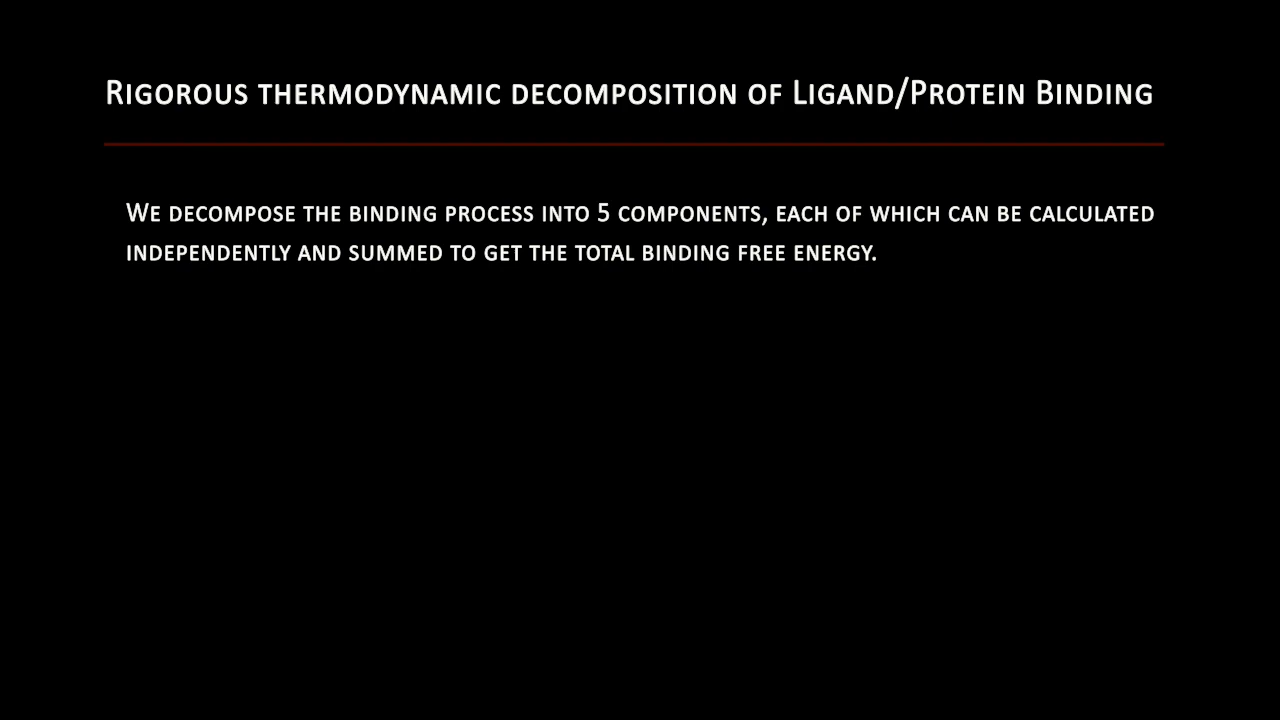 Rigorous thermodynamic decomposition of Ligand/Protein Binding
We decompose the binding process into 5 components, each of which can be calculated
independently and summed to get the total binding free energy.